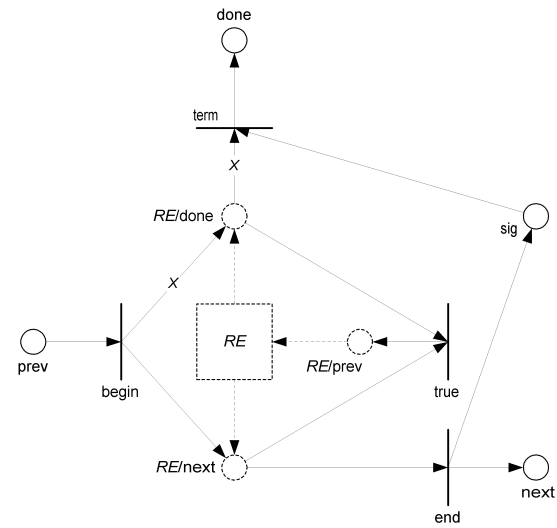 done
term
X
RE/done
sig
X
RE
prev
RE/prev
begin
true
RE/next
next
end